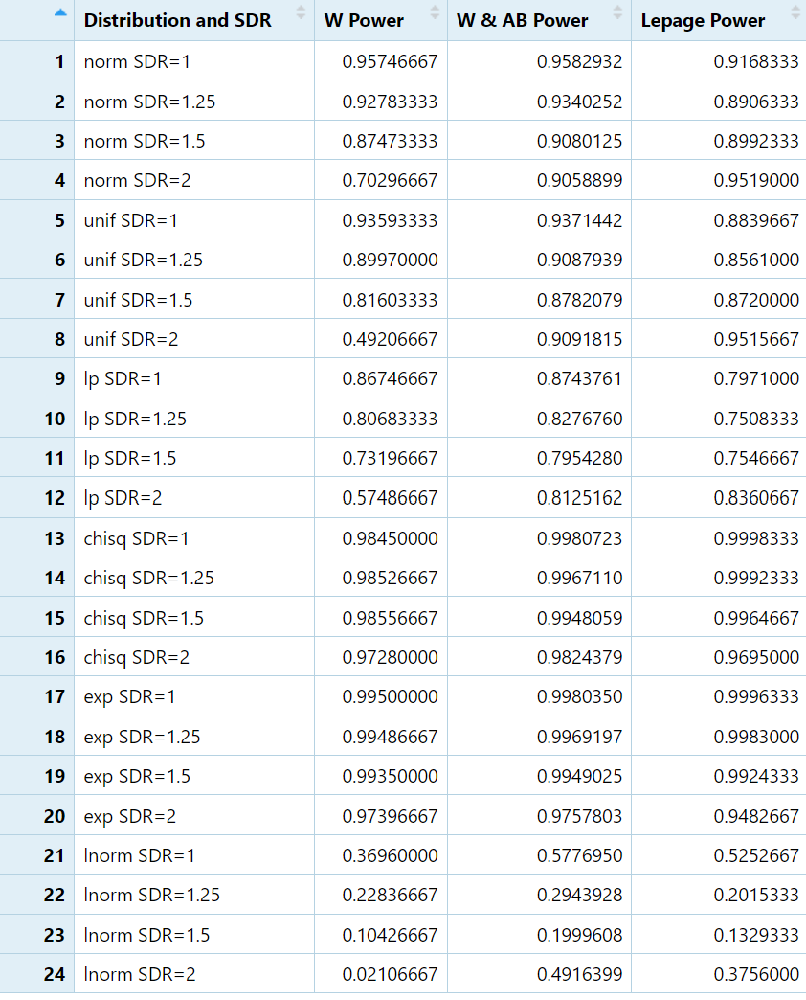 Distribution and SDR W Power W & AB Power Lepage Power
1 norm SDR=1 0.95746667 0.9582932 0.9168333
2 norm SDR=1.25 0.92783333 0.9340252 0.8906333
3 norm SDR=1.5 0.87473333 0.9080125 0.8992333
4 norm SDR=2 0.70296667 0.9058899 0.9519000
5 unif SDR=1 0.93593333 0.9371442 0.8839667
6 unif SDR=1.25 0.89970000 0.9087939 0.8561000
7 unif SDR=1.5 0.81603333 0.8782079 0.8720000
8 unif SDR=2 0.49206667 0.9091815 0.9515667
9 lp SDR=1 0.86746667 0.8743761 0.7971000
10 lp SDR=1.25 0.80683333 0.8276760 0.7508333
11 lp SDR=1.5 0.73196667 0.7954280 0.7546667
12 lp SDR=2 0.57486667 0.8125162 0.8360667
13 chisq SDR=1 0.98450000 0.9980723 0.9998333
14 chisq SDR=1.25 0.98526667 0.9967110 0.9992333
15 chisq SDR=1.5 0.98556667 0.9948059 0.9964667
16 chisq SDR=2 0.97280000 0.9824379 0.9695000
17 exp SDR=1 0.99500000 0.9980350 0.9996333
18 exp SDR=1.25 0.99486667 0.9969197 0.9983000
19 exp SDR=1.5 0.99350000 0.9949025 0.9924333
20 exp SDR=2 0.97396667 0.9757803 0.9482667
21 lnorm SDR=1 0.36960000 0.5776950 0.5252667
22 lnorm SDR=1.25 0.22836667 0.2943928 0.2015333
23 lnorm SDR=1.5 0.10426667 0.1999608 0.1329333
24 lnorm SDR=2 0.02106667 0.4916399 0.3756000